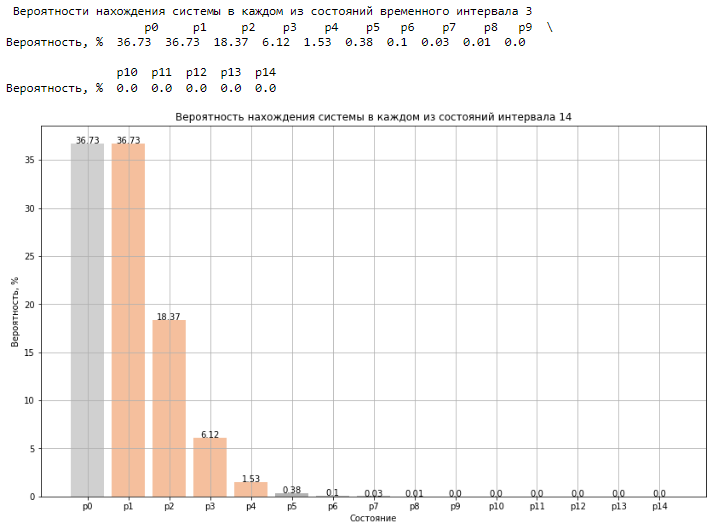 Вероятности нахождения системы в каждом из состояний временного интервала 3
p0 p1 p2 p3 p4 p5 p6 p7 p8 p9 \
Вероятность, % 36.73 36.73 18.37 6.12 1.53 0.38 0.1 0.03 0.01 0.0
p10 p11 p12 p13 p14
Вероятность, % 0.0 0.0 0.0 0.0 0.0
Вероятность нахождения системы в каждом из состояний интервала 14
36.73 36.73
35
30
25
20
18.37
15
10
6.12
5
1.53
0.38 0.1 0.03 0.01 0.0 0.0 0.0 0.0 0.0 0.0
0
Вероятность, %
p0 p1 p2 p3 p4 p5 p6 p7 p8 p9 p10 p11 p12 p13 p14
Состояние